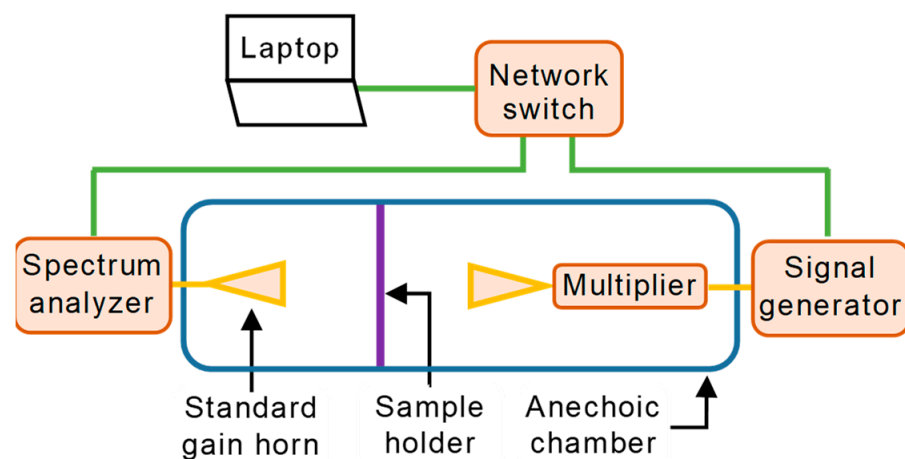 Laptop
Network
switch
Spectrum
analyzer
Multiplier
Signal
generator
Standard
gain horn
Sample
holder
Anechoic
chamber